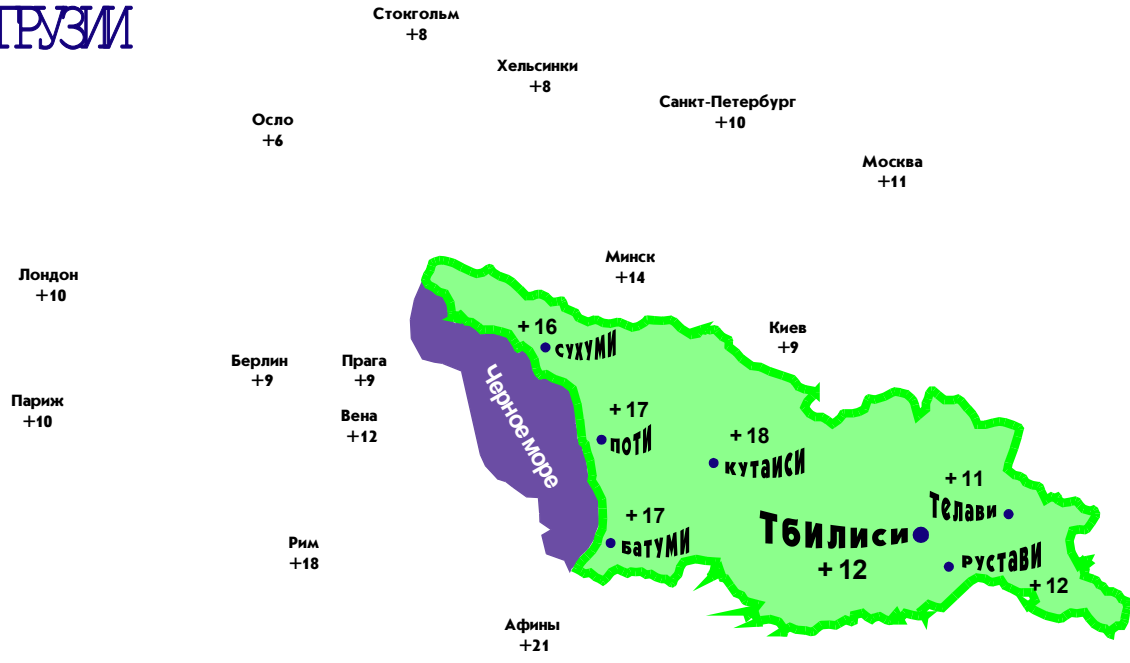 ГРУЗИИ
Стокгольм
+8
Хельсинки
+8
Санкт-Петербург
+10
Осло
+6
Москва
+11
Минск
+14
Лондон
+10
+16
сухуми
Киев
+9
Берлин
+9
Прага
+9
Черное море
Париж
+10
Вена
+12
+17
поти
+18
кутаиси
+11
Телави
+17
батуми
Тбилиси
+12
рустави
+12
Рим
+18
Афины
+21